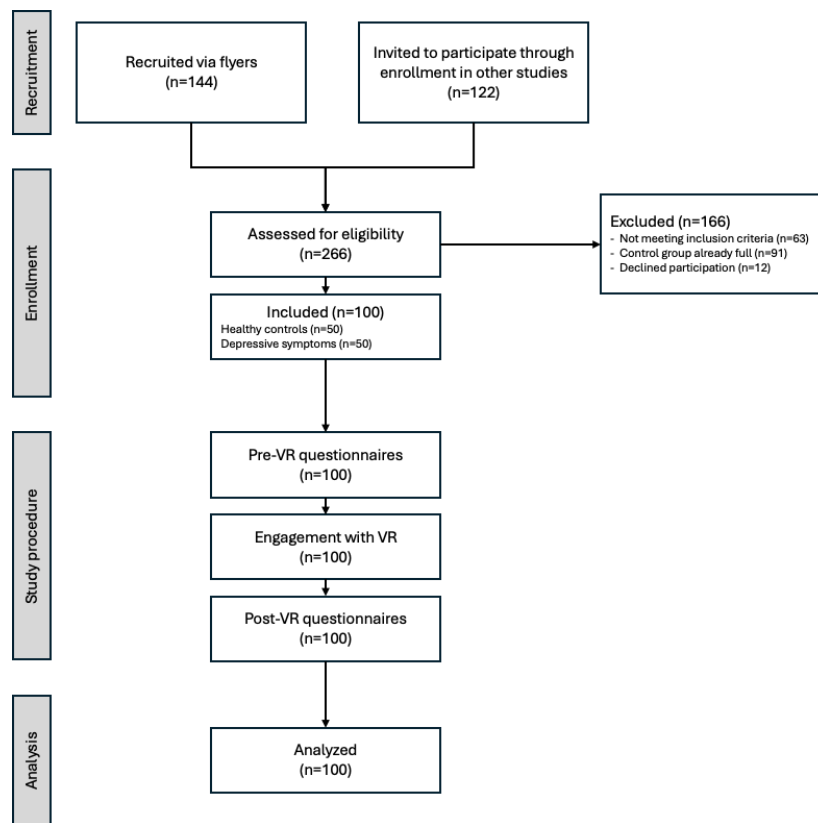 Recruitment
Recruited via flyers
(n=144)
Invited to participate through
enrollment in other studies
(n=122)
Enrollment
Assessed for eligibility
(n=266)
Excluded (n=166)
- Not meeting inclusion criteria (n=63)
- Control group already full (n=91)
- Declined participation (n=12)
Included (n=100)
Healthy controls (n=50)
Depressive symptoms (n=50)
Study procedure
Pre-VR questionnaires
(n=100)
Engagement with VR
(n=100)
Post-VR questionnaires
(n=100)
Analysis
Analyzed
(n=100)